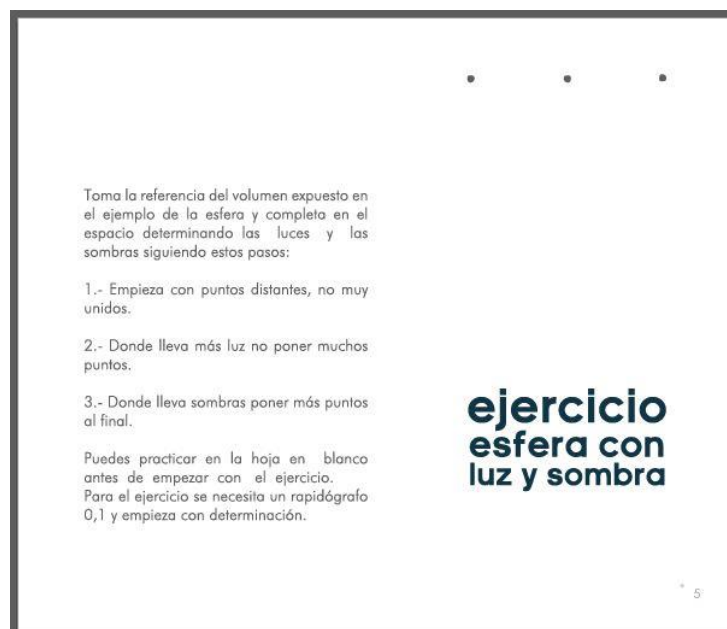 Toma la referencia del volumen expuesto en
el ejemplo de la esfera y completa en el
espacio determinando las luces y las
sombras siguiendo estos pasos:
1.- Empieza con puntos distantes, no muy
unidos.
2.- Donde lleva más luz no poner muchos
puntos.
3.- Donde lleva sombras poner más puntos
al final.
Puedes practicar en la hoja en blanco
antes de empezar con el ejercicio.
Para el ejercicio se necesita un rapidógrafo
0,1 y empieza con determinación.
ejercicio
esfera con
luz y sombra
5